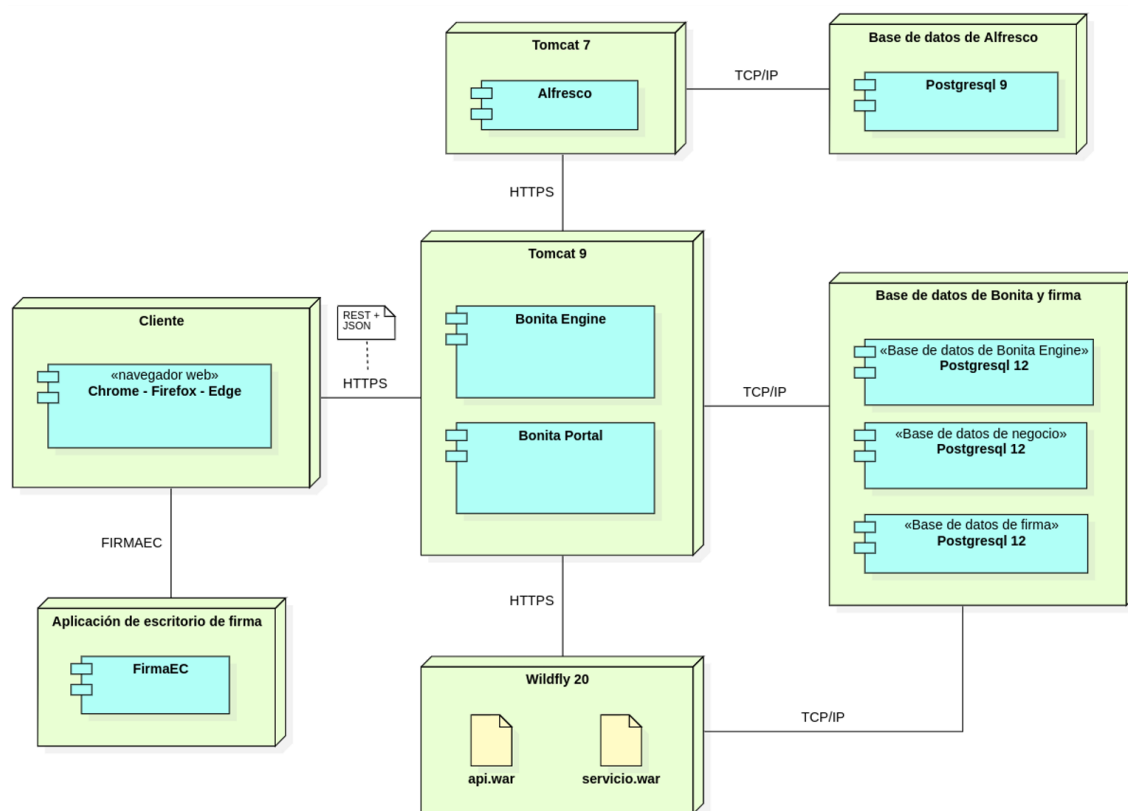 Tomcat 7
Alfresco
TCP/IP
Base de datos de Alfresco
Postgresql 9
HTTPS
Tomcat 9
Bonita Engine
Bonita Portal
Cliente
«navegador web»
Chrome - Firefox - Edge
REST +
JSON
HTTPS
TCP/IP
Base de datos de Bonita y firma
«Base de datos de Bonita Engine»
Postgresql 12
«Base de datos de negocio»
Postgresql 12
«Base de datos de firma»
Postgresql 12
FIRMAEC
Aplicación de escritorio de firma
FirmaEC
HTTPS
Wildfly 20
api.war
servicio.war
TCP/IP